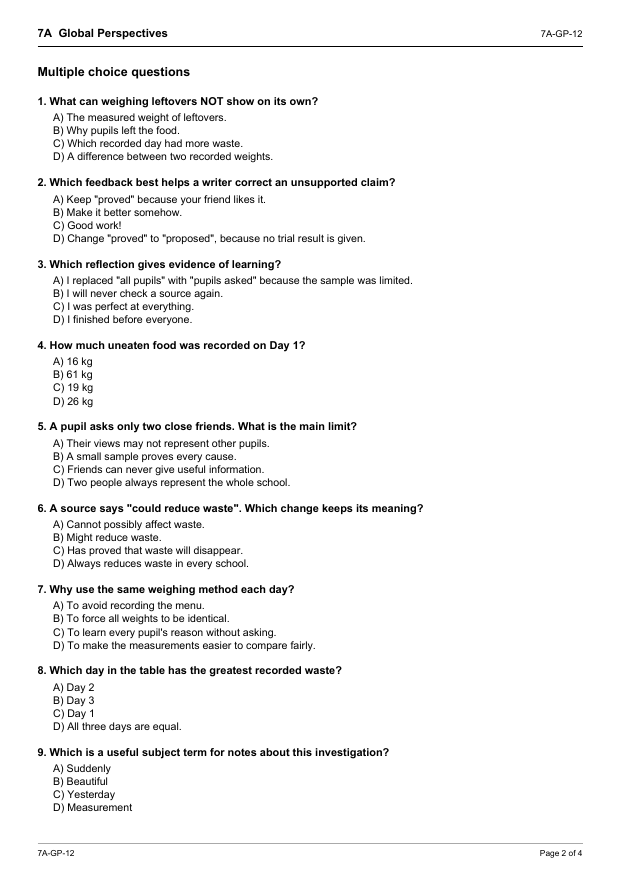 7A Global Perspectives
7A-GP-12
Multiple choice questions
1. What can weighing leftovers NOT show on its own?
A) The measured weight of leftovers.
B) Why pupils left the food.
C) Which recorded day had more waste.
D) A difference between two recorded weights.
2. Which feedback best helps a writer correct an unsupported claim?
A) Keep "proved" because your friend likes it.
B) Make it better somehow.
C) Good work!
D) Change "proved" to "proposed", because no trial result is given.
3. Which reflection gives evidence of learning?
A) I replaced "all pupils" with "pupils asked" because the sample was limited.
B) I will never check a source again.
C) I was perfect at everything.
D) I finished before everyone.
4. How much uneaten food was recorded on Day 1?
A) 16 kg
B) 61 kg
C) 19 kg
D) 26 kg
5. A pupil asks only two close friends. What is the main limit?
A) Their views may not represent other pupils.
B) A small sample proves every cause.
C) Friends can never give useful information.
D) Two people always represent the whole school.
6. A source says "could reduce waste". Which change keeps its meaning?
A) Cannot possibly affect waste.
B) Might reduce waste.
C) Has proved that waste will disappear.
D) Always reduces waste in every school.
7. Why use the same weighing method each day?
A) To avoid recording the menu.
B) To force all weights to be identical.
C) To learn every pupil's reason without asking.
D) To make the measurements easier to compare fairly.
8. Which day in the table has the greatest recorded waste?
A) Day 2
B) Day 3
C) Day 1
D) All three days are equal.
9. Which is a useful subject term for notes about this investigation?
A) Suddenly
B) Beautiful
C) Yesterday
D) Measurement
7A-GP-12
Page 2 of 4